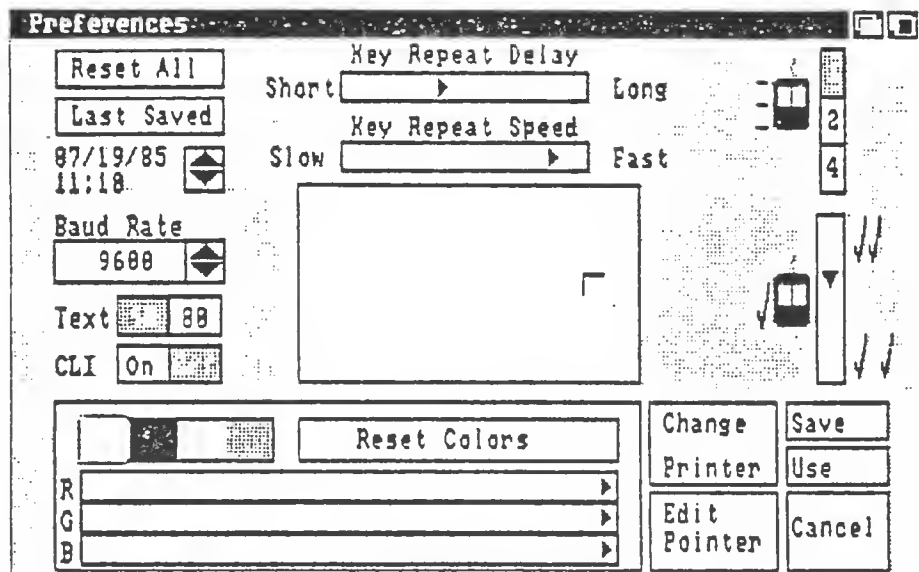 Preferences
Reset All
Last Saved
07/19/85
11:18
Baud Rate
9600
Text 80
CLI On
Key Repeat Delay
Short Long
Key Repeat Speed
Slow Fast
2
4
Reset Colors
R
G
B
Change
Printer
Edit
Pointer
Save
Use
Cancel